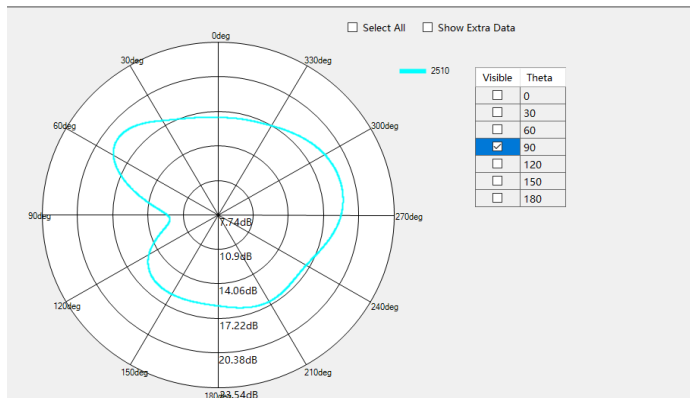 Select All
Show Extra Data
0deg
30deg
330deg
2510
Visible Theta
0
30
60
90
120
150
180
60deg
300deg
90deg
270deg
7.74dB
10.9dB
14.06dB
120deg
240deg
17.22dB
20.38dB
150deg
210deg
180deg
23.54dB